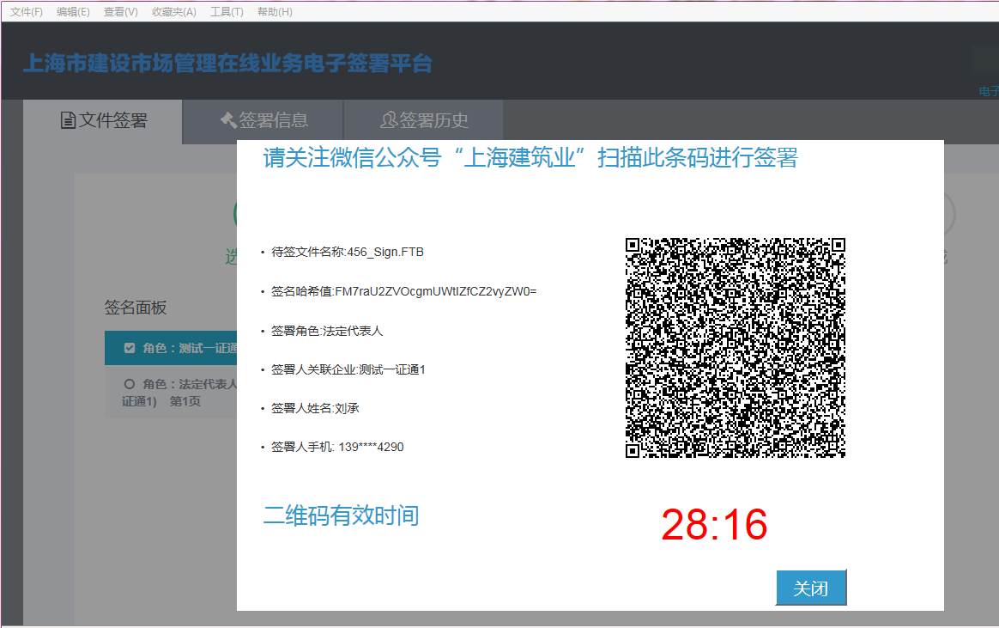 文件(F) 编辑(E) 查看(V) 收藏夹(A) 工具(T) 帮助(H)
上海市建设市场管理在线业务电子签署平台
电子
文件签署 签署信息 签署历史
请关注微信公众号“上海建筑业”扫描此条码进行签署
选
• 待签文件名称:456_Sign.FTB
• 签名哈希值:FM7raU2ZVOcgmUWtIZfCZ2vyZW0=
签名面板
• 签署角色:法定代表人
角色：测试一证通
• 签署人关联企业:测试一证通1
角色：法定代表人
证通1) 第1页
• 签署人姓名:刘承
• 签署人手机: 139****4290
二维码有效时间
28:16
关闭